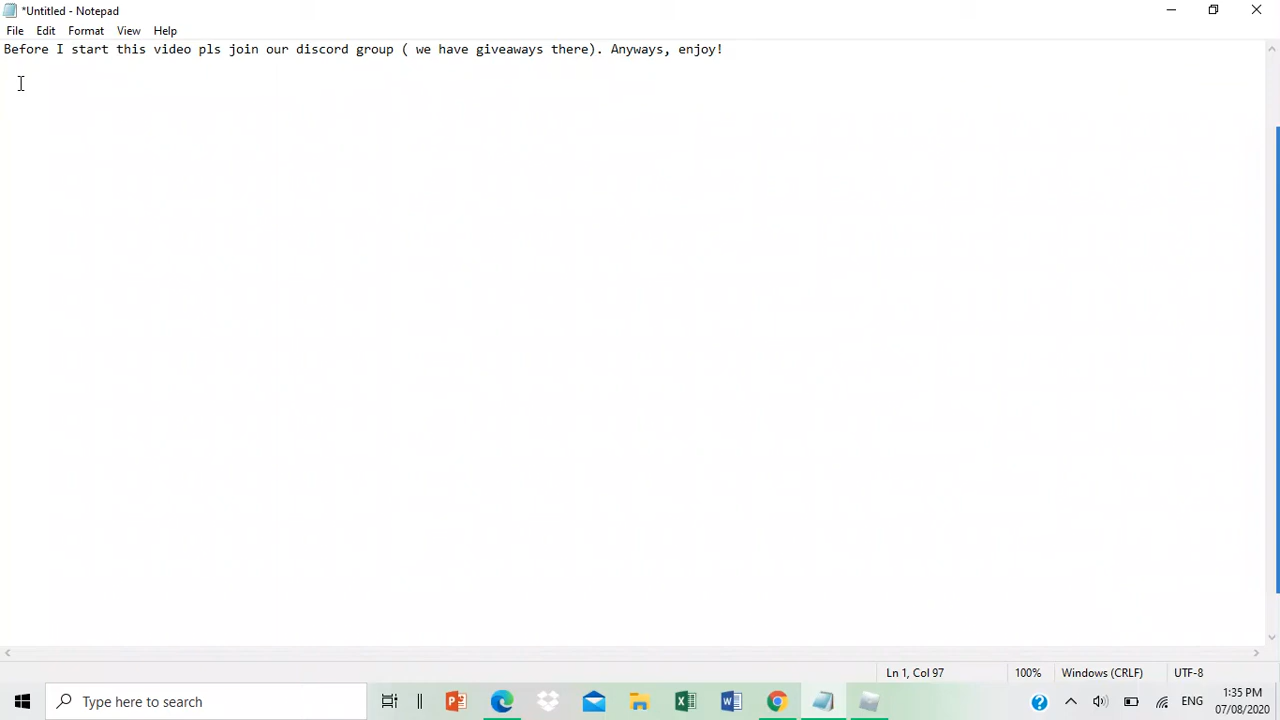 *Untitled - Notepad
File Edit Format View Help
Before I start this video pls join our discord group ( we have giveaways there). Anyways, enjoy!
Ln 1, Col 97 100% Windows (CRLF) UTF-8
Type here to search
ENG
1:35 PM
07/08/2020